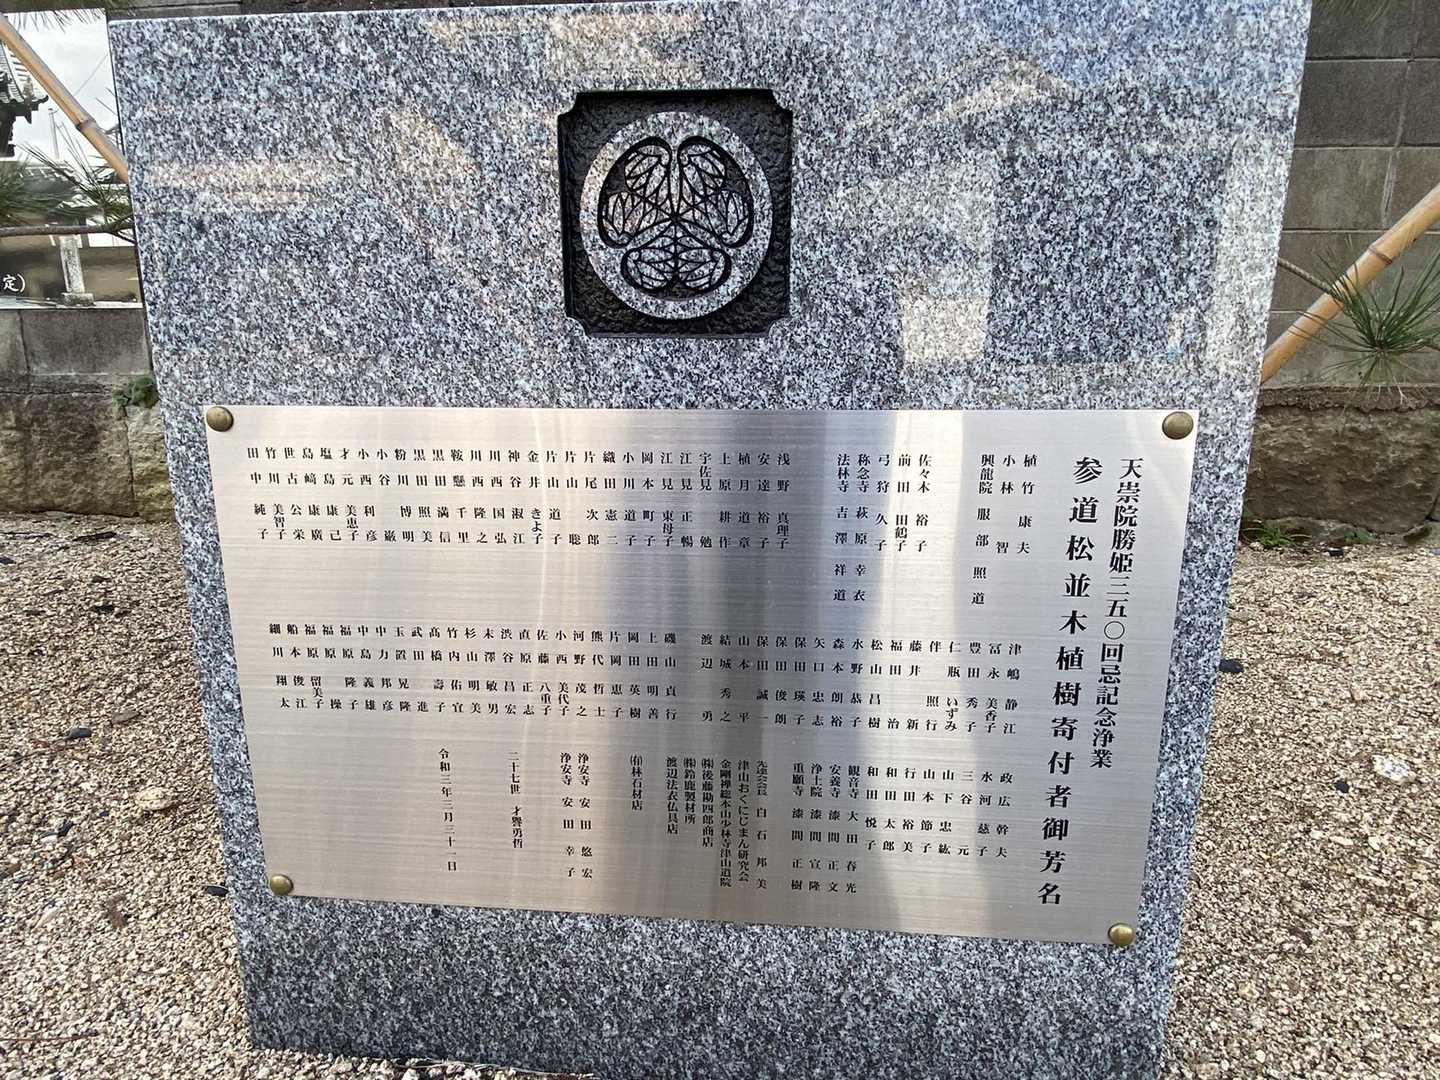 天崇院勝姫三五〇回忌記念浄業
参道松並木植樹寄付者御芳名
植竹 康夫
小林 智
興龍院 服部 照道
佐々木 裕子
前田 田鶴子
弓狩 久子
称念寺 萩原 幸衣
法林寺 吉澤 祥道
浅野 真理子
安達 裕子
植月 道章
上原 耕作
宇佐見 勉
江見 正暢
江見 東母子
岡本 町子
小川 道子
織田 憲二
片尾 次郎
片山 聡
片山 道子
金井 きよ子
神谷 淑江
川西 国弘
川西 隆之
鞍懸 千里
黒田 満信
黒川 照美
粉川 博明
小谷 巌
小西 利彦
才元 美恵子
塩島 康己
島﨑 康廣
世古 公栄
竹川 美智子
田中 純子
津嶋 静江
冨永 美香子
豊田 秀子
仁瓶 いずみ
伴 照行
藤井 新
福田 治
松山 昌樹
水野 恭子
森本 朗裕
矢口 忠志
保田 瑛子
保田 俊朗
保田 誠一
山本 平
結城 秀之
渡辺 勇
磯山 貞行
上田 明善
岡田 英樹
片岡 恵子
熊代 哲士
河野 茂之
小西 美代子
佐藤 八重子
直原 正志
渋谷 昌宏
末澤 敏男
杉山 明美
竹内 佑宣
髙橋 壽子
武田 進
玉置 晃隆
中力 邦彦
中島 義雄
福原 隆子
福原 操
福原 留美子
船本 俊江
細川 翔太
政広 幹夫
水河 慈子
三谷 元
山下 忠紘
山本 節子
行田 裕美
和田 太郎
和田 悦子
観音寺 大田 春光
安養寺 漆間 正文
浄土院 漆間 宣隆
重願寺 漆間 正樹
先達会会長 白石 邦美
津山おくにじまん研究会
金剛禅総本山少林寺津山道院
㈱後藤勘四郎商店
㈱鈴鹿製材所
渡辺法衣仏具店
㈲林石材店
浄安寺 安田 悠宏
浄安寺 安田 幸子
二十七世 才譽勇哲
令和三年三月三十一日
定）